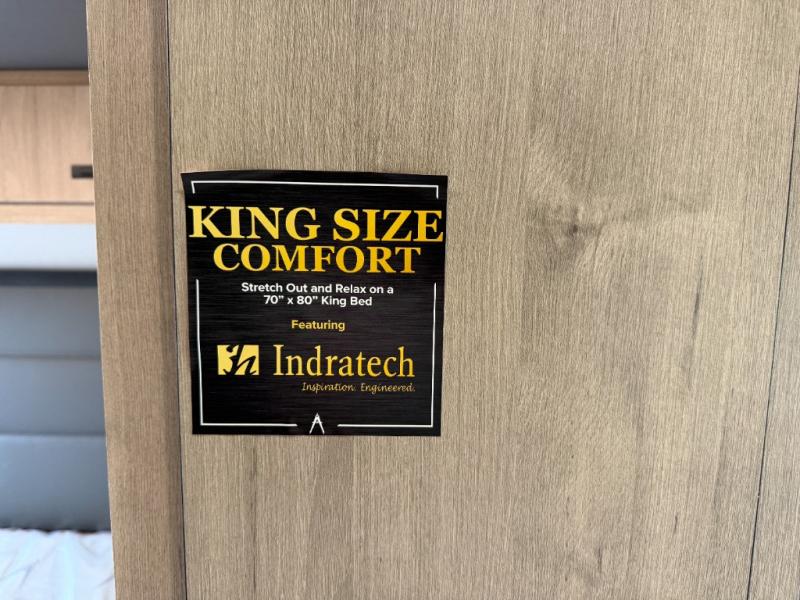 KING SIZE
COMFORT
Stretch Out and Relax on a
70” x 80” King Bed
Featuring
Indratech
Inspiration. Engineered.